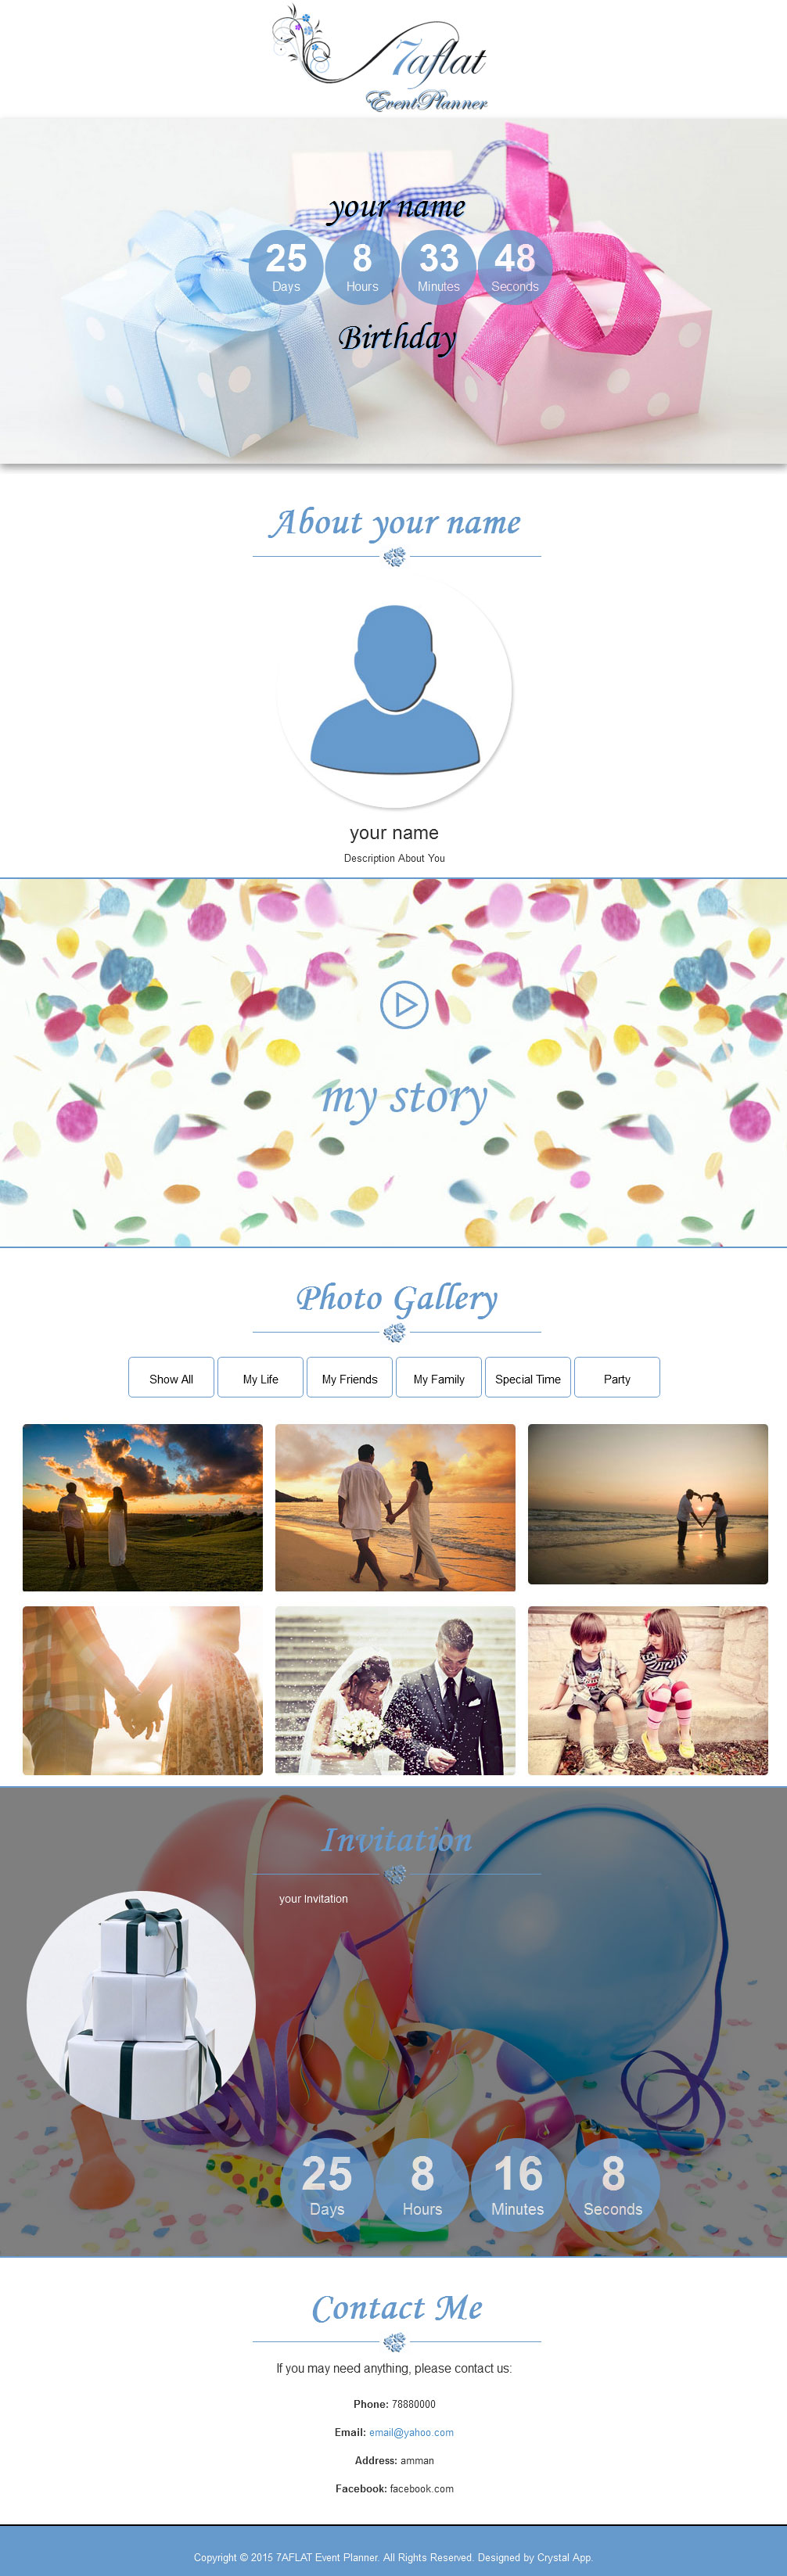 7aflat
EventPlanner
your name
25 8 33 48
Days Hours Minutes Seconds
Birthday
About your name
your name
Description About You
my story
Photo Gallery
Show All My Life My Friends My Family Special Time Party
Invitation
your Invitation
25 8 16 8
Days Hours Minutes Seconds
Contact Me
If you may need anything, please contact us:
Phone: 78880000
Email: email@yahoo.com
Address: amman
Facebook: facebook.com
Copyright © 2015 7AFLAT Event Planner. All Rights Reserved. Designed by Crystal App.